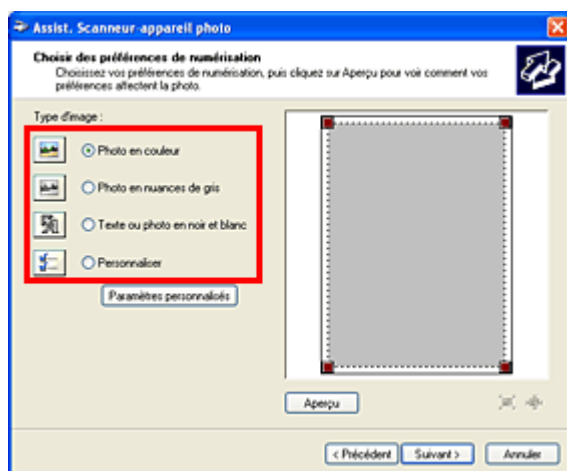 Assist. Scanneur-appareil photo
Choisir des préférences de numérisation
Choisissez vos préférences de numérisation, puis cliquez sur Aperçu pour voir comment vos
préférences affectent la photo.
Type d'image :
Photo en couleur
Photo en nuances de gris
Texte ou photo en noir et blanc
Personnaliser
Paramètres personnalisés
Aperçu
< Précédent
Suivant >
Annuler